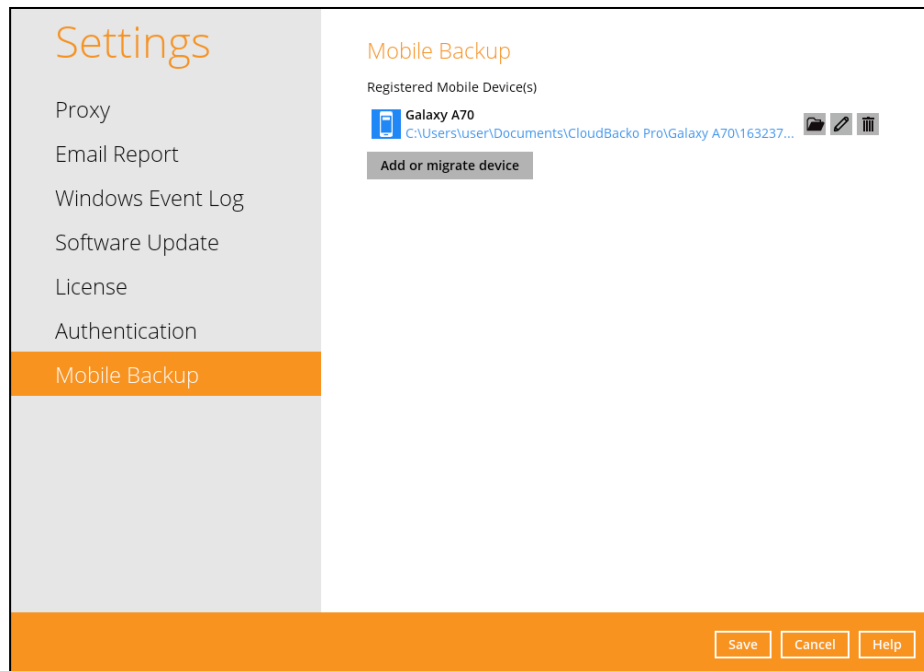 Settings
Proxy
Email Report
Windows Event Log
Software Update
License
Authentication
Mobile Backup
Mobile Backup
Registered Mobile Device(s)
Galaxy A70
C:\Users\user\Documents\CloudBacko Pro\Galaxy A70\163237...
Add or migrate device
Save Cancel Help